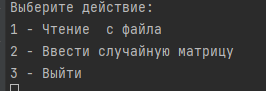 Выберите действие:
1 - Чтение  с файла
2 - Ввести случайную матрицу
3 - Выйти